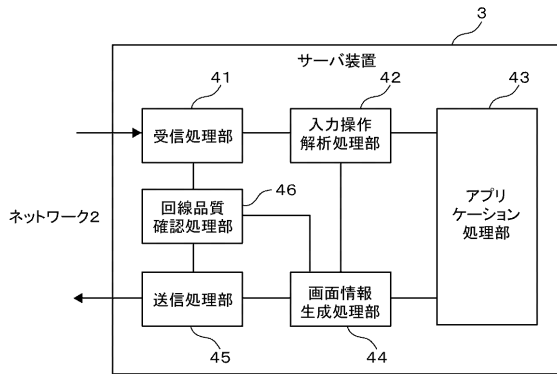 3
サーバ装置
41
42
43
受信処理部
入力操作
解析処理部
アプリ
ケーション
処理部
46
回線品質
確認処理部
ネットワーク2
送信処理部
画面情報
生成処理部
45
44